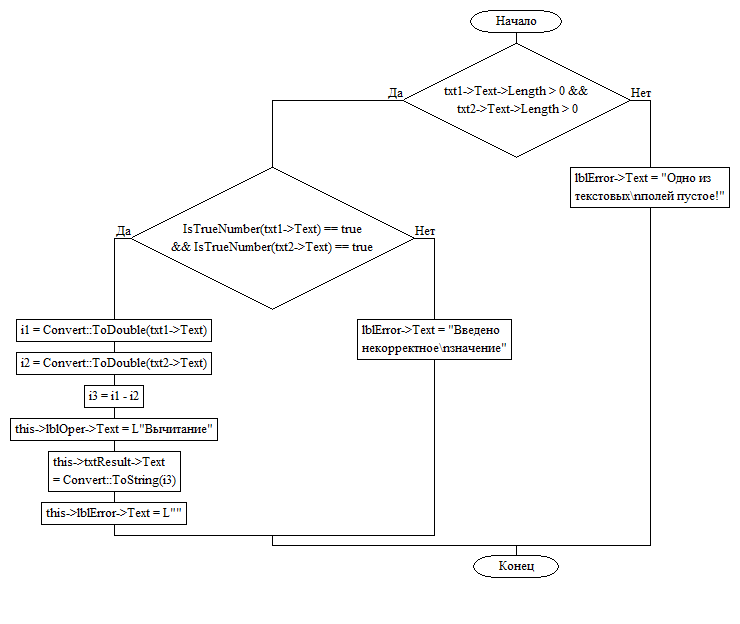 Начало
txt1->Text->Length > 0 &&
txt2->Text->Length > 0
Да
Нет
lblError->Text = "Одно из
текстовых\nполей пустое!"
IsTrueNumber(txt1->Text) == true
&& IsTrueNumber(txt2->Text) == true
Да
Нет
i1 = Convert::ToDouble(txt1->Text)
i2 = Convert::ToDouble(txt2->Text)
i3 = i1 - i2
this->lblOper->Text = L"Вычитание"
this->txtResult->Text
= Convert::ToString(i3)
this->lblError->Text = L""
lblError->Text = "Введено
некорректное\nзначение"
Конец